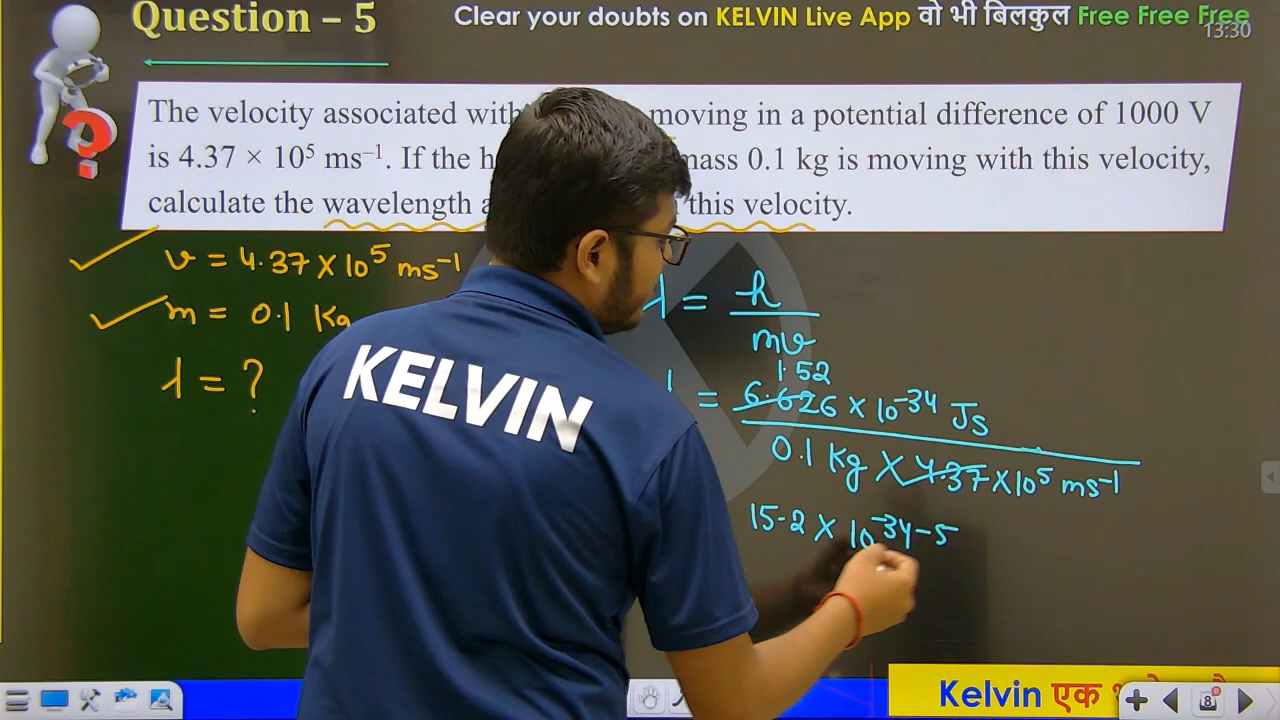 Question – 5
Clear your doubts on KELVIN Live App वो भी बिलकुल Free Free Free
13:30
The velocity associated with moving in a potential difference of 1000 V
is 4.37 × 10⁵ ms⁻¹. If the mass 0.1 kg is moving with this velocity,
calculate the wavelength this velocity.
v = 4.37 × 10⁵ ms⁻¹
m = 0.1 Kg
λ = ?
λ = h
mv
1.52
= 6.626 × 10⁻³⁴ Js
0.1 Kg × 4.37 × 10⁵ ms⁻¹
15.2 × 10⁻³⁴⁻⁵
KELVIN
Kelvin एक
8